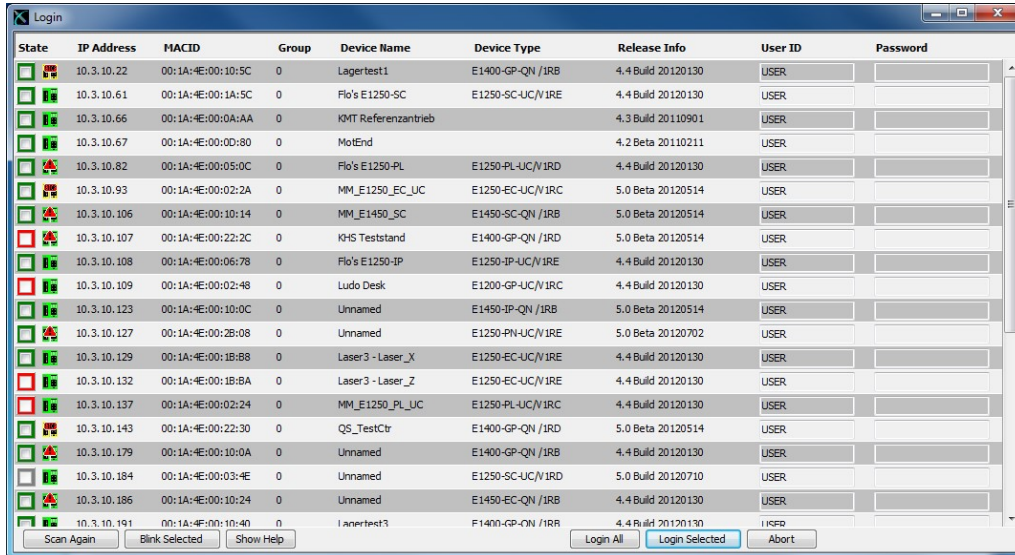 Login
State IP Address MACID Group Device Name Device Type Release Info User ID Password
10.3.10.22 00:1A:4E:00:10:5C 0 Lagertest1 E1400-GP-QN /1RB 4.4 Build 20120130 USER
10.3.10.61 00:1A:4E:00:1A:5C 0 Flo's E1250-SC E1250-SC-UC/V1RE 4.4 Build 20120130 USER
10.3.10.66 00:1A:4E:00:0A:AA 0 KMT Referenzantrieb 4.3 Build 20110901 USER
10.3.10.67 00:1A:4E:00:0D:80 0 MotEnd 4.2 Beta 20110211 USER
10.3.10.82 00:1A:4E:00:05:0C 0 Flo's E1250-PL E1250-PL-UC/V1RD 4.4 Build 20120130 USER
10.3.10.93 00:1A:4E:00:02:2A 0 MM_E1250_EC_UC E1250-EC-UC/V1RC 5.0 Beta 20120514 USER
10.3.10.106 00:1A:4E:00:10:14 0 MM_E1450_SC E1450-SC-QN /1RB 5.0 Beta 20120514 USER
10.3.10.107 00:1A:4E:00:22:2C 0 KHS Teststand E1400-GP-QN /1RD 5.0 Beta 20120514 USER
10.3.10.108 00:1A:4E:00:06:78 0 Flo's E1250-IP E1250-IP-UC/V1RE 4.4 Build 20120130 USER
10.3.10.109 00:1A:4E:00:02:48 0 Ludo Desk E1200-GP-UC/V1RC 4.4 Build 20120130 USER
10.3.10.123 00:1A:4E:00:10:0C 0 Unnamed E1450-IP-QN /1RB 5.0 Beta 20120514 USER
10.3.10.127 00:1A:4E:00:2B:08 0 Unnamed E1250-PN-UC/V1RE 5.0 Beta 20120702 USER
10.3.10.129 00:1A:4E:00:1B:B8 0 Laser3 - Laser_X E1250-EC-UC/V1RE 4.4 Build 20120130 USER
10.3.10.132 00:1A:4E:00:1B:BA 0 Laser3 - Laser_Z E1250-EC-UC/V1RE 4.4 Build 20120130 USER
10.3.10.137 00:1A:4E:00:02:24 0 MM_E1250_PL_UC E1250-PL-UC/V1RC 4.4 Build 20120130 USER
10.3.10.143 00:1A:4E:00:22:30 0 QS_TestCtr E1400-GP-QN /1RD 5.0 Beta 20120514 USER
10.3.10.179 00:1A:4E:00:10:0A 0 Unnamed E1400-GP-QN /1RB 4.4 Build 20120130 USER
10.3.10.184 00:1A:4E:00:03:4E 0 Unnamed E1250-SC-UC/V1RD 5.0 Build 20120710 USER
10.3.10.186 00:1A:4E:00:10:24 0 Unnamed E1450-EC-QN /1RB 4.4 Build 20120130 USER
10.3.10.191 00:1A:4E:00:10:40 0 Lagertest3 E1400-GP-QN /1RB 4.4 Build 20120130 USER
Scan Again Blink Selected Show Help Login All Login Selected Abort